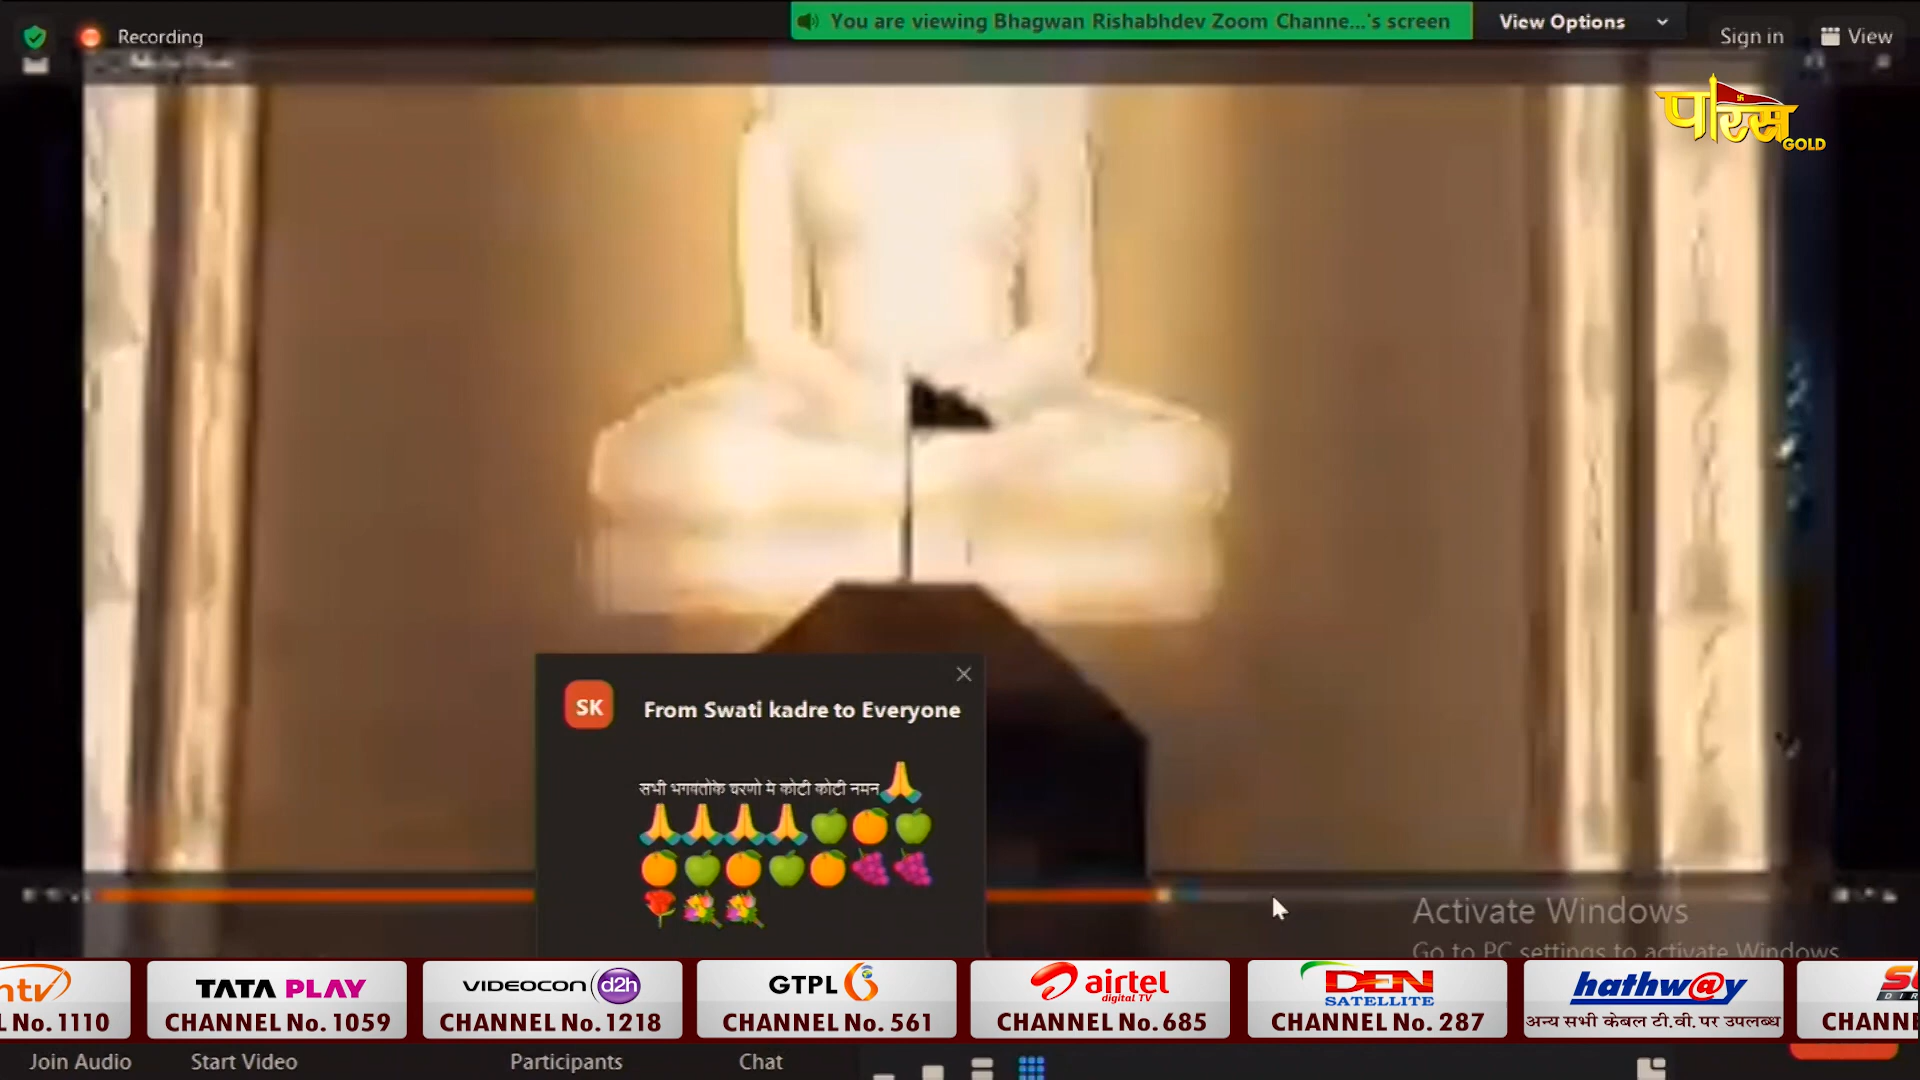 Recording
You are viewing Bhagwan Rishabhdev Zoom Channe...'s screen
View Options
Sign in
View
पारस
GOLD
SK
From Swati kadre to Everyone
सभी भगवंतोके चरणो मे कोटी कोटी नमन
Activate Windows
Go to PC settings to activate Windows
ntv
L No. 1110
TATA PLAY
CHANNEL No. 1059
VIDEOCON d2h
CHANNEL No. 1218
GTPL
CHANNEL No. 561
airtel
digital TV
CHANNEL No. 685
DEN
SATELLITE
CHANNEL No. 287
hathw@y
अन्य सभी केबल टी.वी. पर उपलब्ध
CHANN
Join Audio
Start Video
Participants
Chat